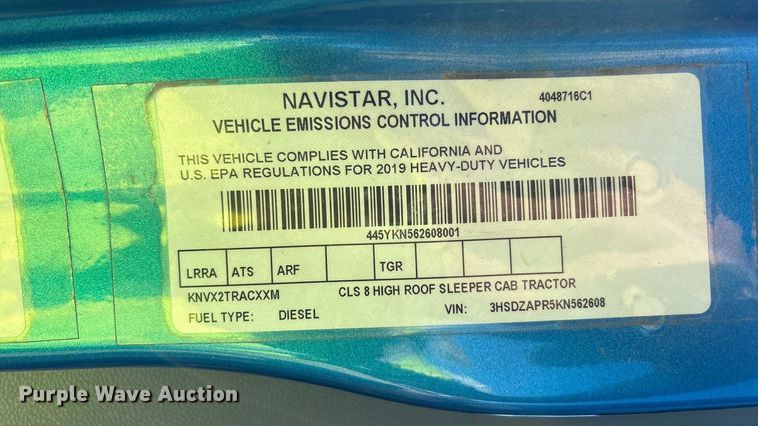 NAVISTAR, INC.
4048716C1
VEHICLE EMISSIONS CONTROL INFORMATION
THIS VEHICLE COMPLIES WITH CALIFORNIA AND
U.S. EPA REGULATIONS FOR 2019 HEAVY-DUTY VEHICLES
445YKN562608001
LRRA ATS ARF TGR
KNVX2TRACXXM CLS 8 HIGH ROOF SLEEPER CAB TRACTOR
FUEL TYPE: DIESEL VIN: 3HSDZAPR5KN562608
Purple Wave Auction